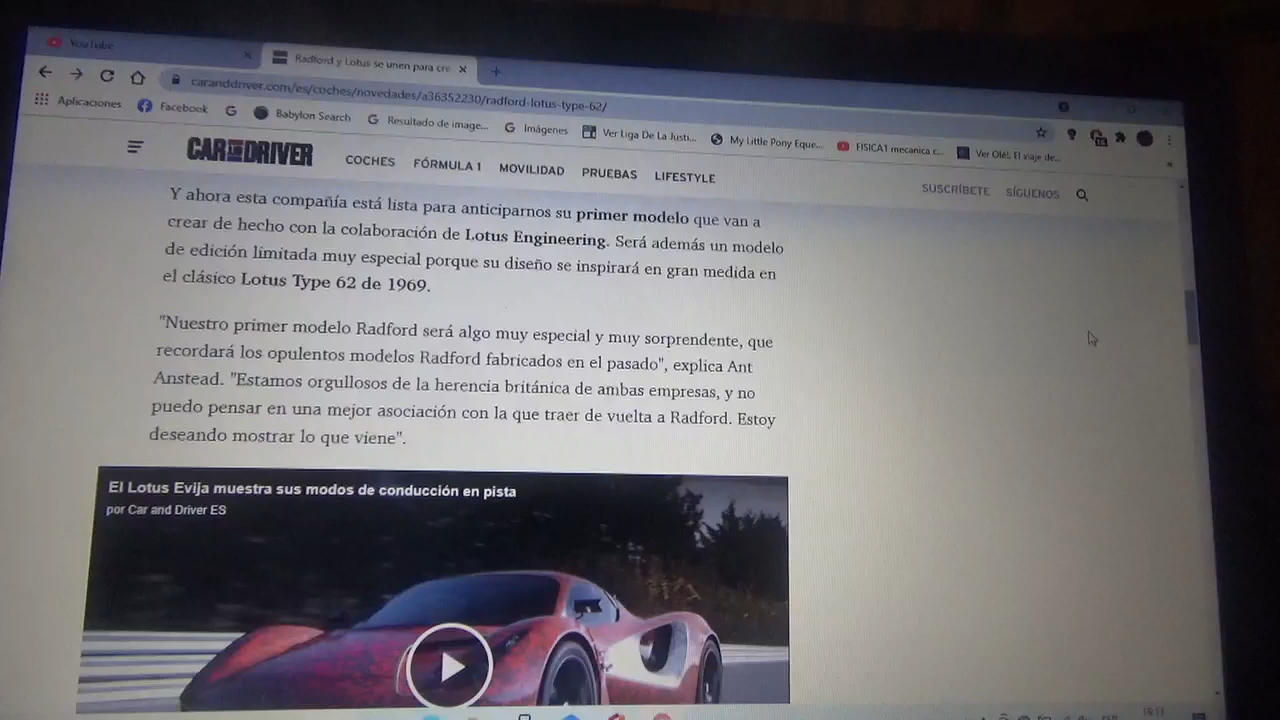 YouTube
Radford y Lotus se unen para cre
caranddriver.com/es/coches/novedades/a36352230/radford-lotus-type-62/
Aplicaciones Facebook Babylon Search Resultado de image... Imágenes Ver Liga De La Justi... My Little Pony Eque... FISICA1 mecanica c... Ver Olé!, El viaje de...
CAR AND DRIVER COCHES FÓRMULA 1 MOVILIDAD PRUEBAS LIFESTYLE SUSCRÍBETE SÍGUENOS
Y ahora esta compañía está lista para anticiparnos su primer modelo que van a
crear de hecho con la colaboración de Lotus Engineering. Será además un modelo
de edición limitada muy especial porque su diseño se inspirará en gran medida en
el clásico Lotus Type 62 de 1969.
"Nuestro primer modelo Radford será algo muy especial y muy sorprendente, que
recordará los opulentos modelos Radford fabricados en el pasado", explica Ant
Anstead. "Estamos orgullosos de la herencia británica de ambas empresas, y no
puedo pensar en una mejor asociación con la que traer de vuelta a Radford. Estoy
deseando mostrar lo que viene".
El Lotus Evija muestra sus modos de conducción en pista
por Car and Driver ES